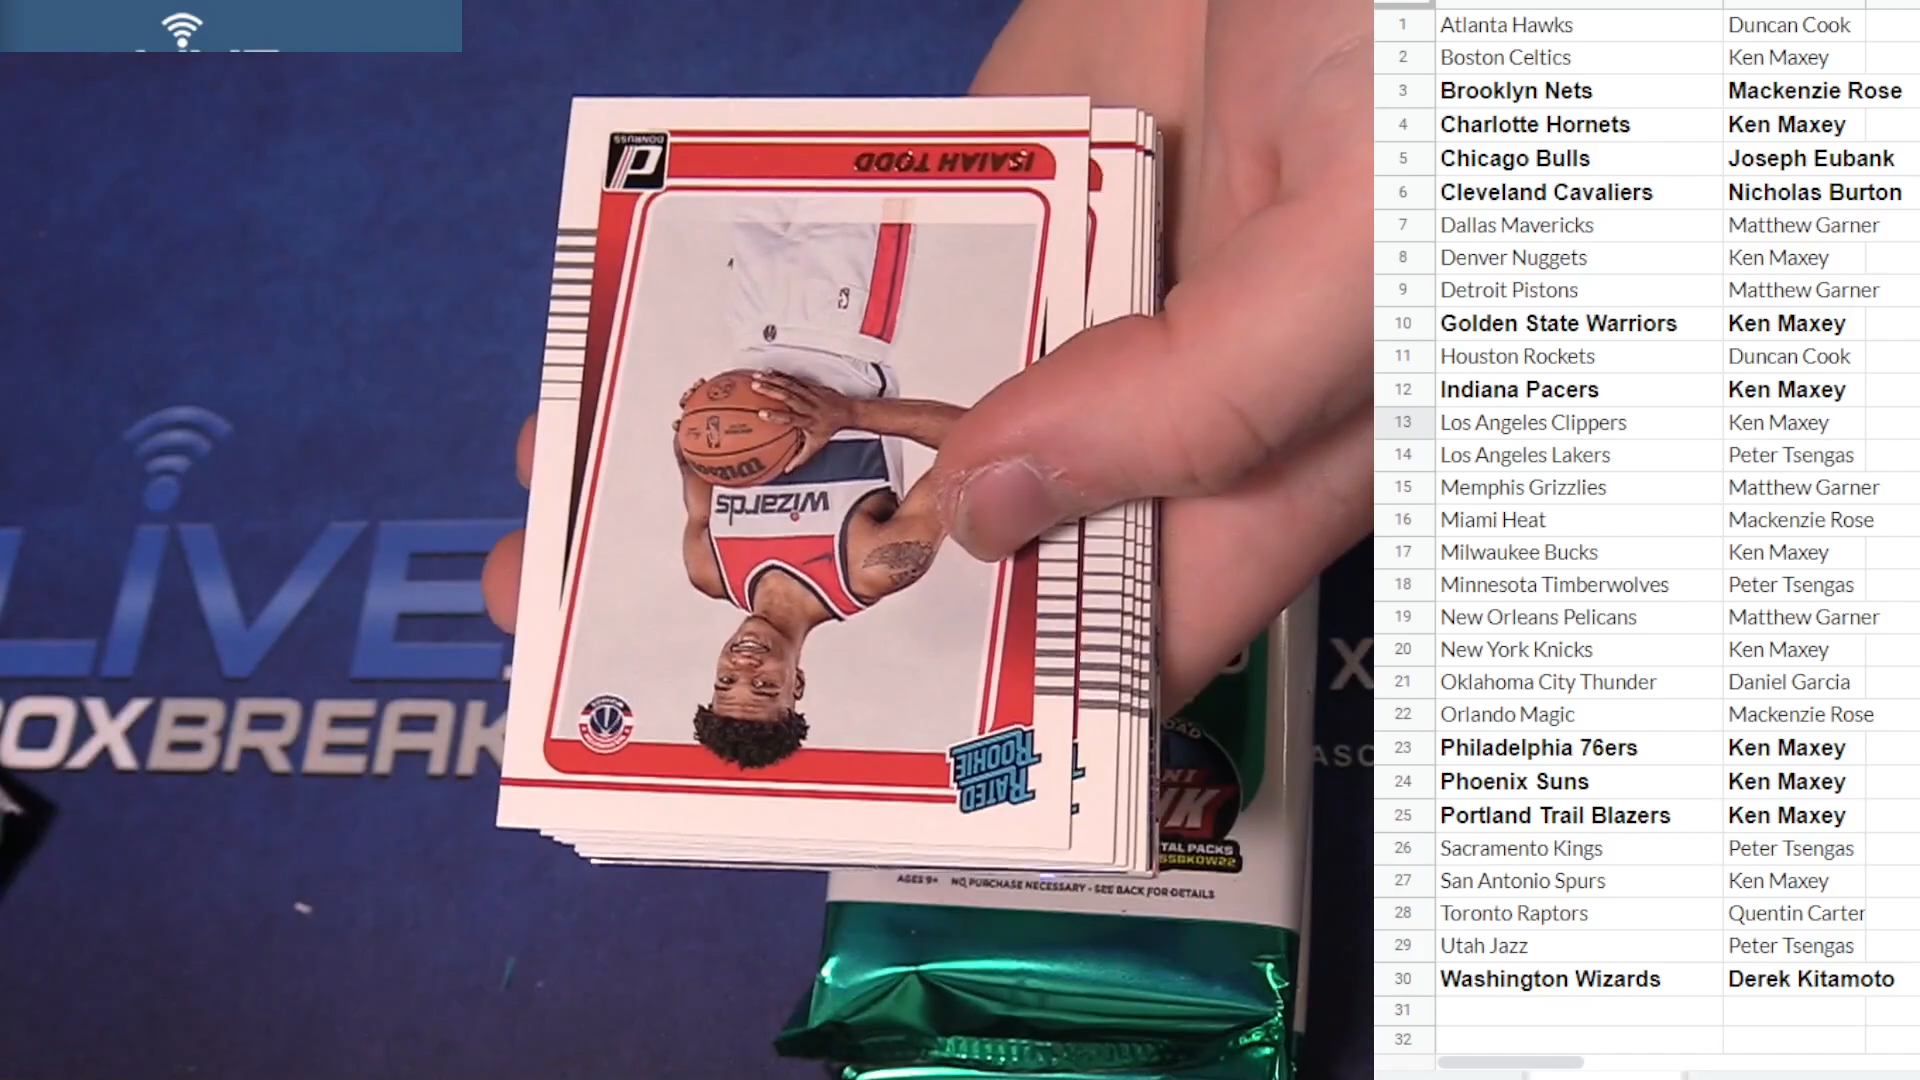 LIVE
DONRUSS
ISAIAH TODD
wizards
Wilson
RATED
ROOKIE
LIVE
OXBREAK
X
ASC
TAL PACKS
SSBKOW22
AGES 9+ NO PURCHASE NECESSARY - SEE BACK FOR DETAILS
1 Atlanta Hawks Duncan Cook
2 Boston Celtics Ken Maxey
3 Brooklyn Nets Mackenzie Rose
4 Charlotte Hornets Ken Maxey
5 Chicago Bulls Joseph Eubank
6 Cleveland Cavaliers Nicholas Burton
7 Dallas Mavericks Matthew Garner
8 Denver Nuggets Ken Maxey
9 Detroit Pistons Matthew Garner
10 Golden State Warriors Ken Maxey
11 Houston Rockets Duncan Cook
12 Indiana Pacers Ken Maxey
13 Los Angeles Clippers Ken Maxey
14 Los Angeles Lakers Peter Tsengas
15 Memphis Grizzlies Matthew Garner
16 Miami Heat Mackenzie Rose
17 Milwaukee Bucks Ken Maxey
18 Minnesota Timberwolves Peter Tsengas
19 New Orleans Pelicans Matthew Garner
20 New York Knicks Ken Maxey
21 Oklahoma City Thunder Daniel Garcia
22 Orlando Magic Mackenzie Rose
23 Philadelphia 76ers Ken Maxey
24 Phoenix Suns Ken Maxey
25 Portland Trail Blazers Ken Maxey
26 Sacramento Kings Peter Tsengas
27 San Antonio Spurs Ken Maxey
28 Toronto Raptors Quentin Carter
29 Utah Jazz Peter Tsengas
30 Washington Wizards Derek Kitamoto
31
32